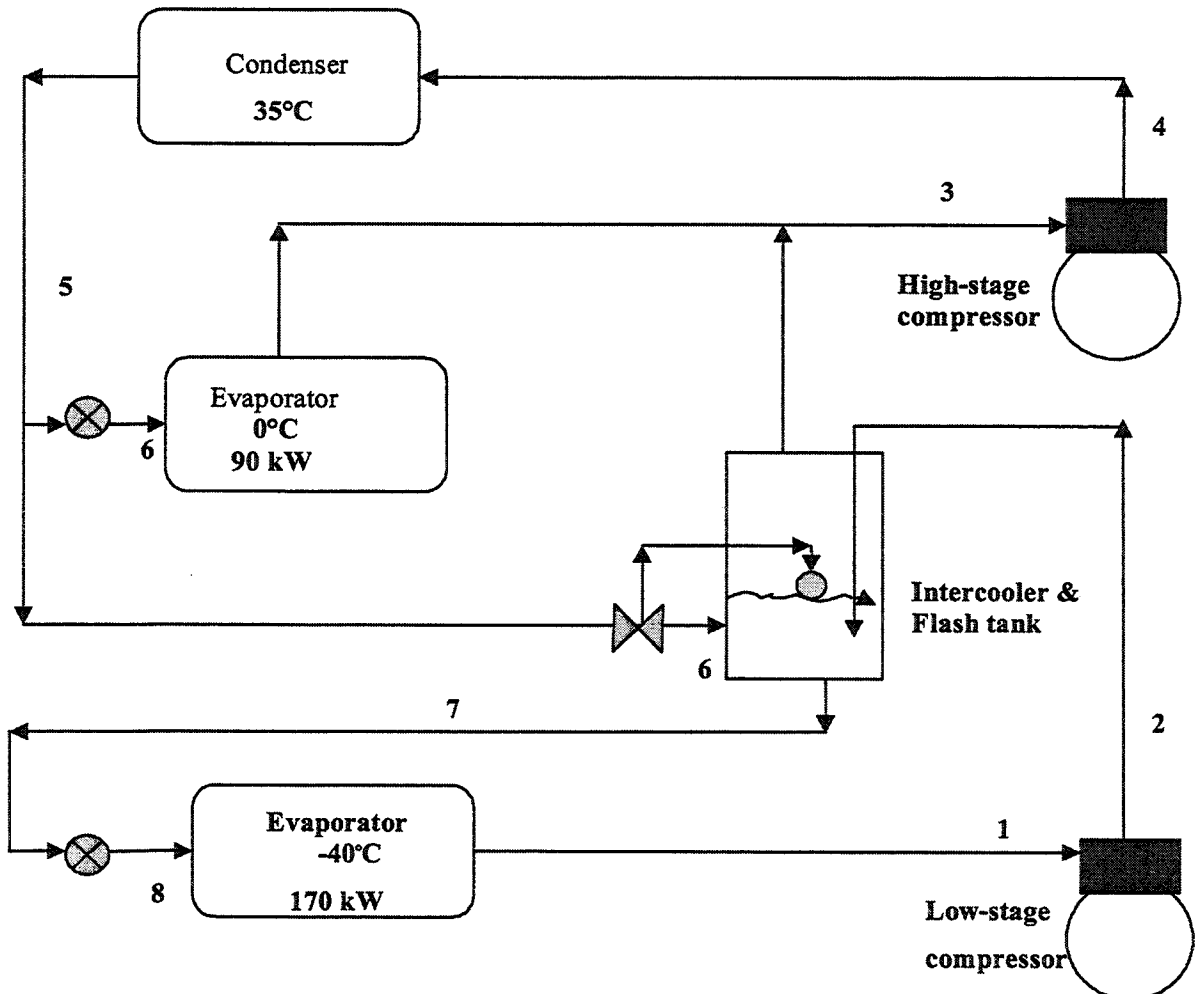 Condenser
35°C
4
3
5
High-stage
compressor
Evaporator
0°C
90 kW
6
Intercooler &
Flash tank
6
7
2
Evaporator
-40°C
170 kW
1
8
Low-stage
compressor